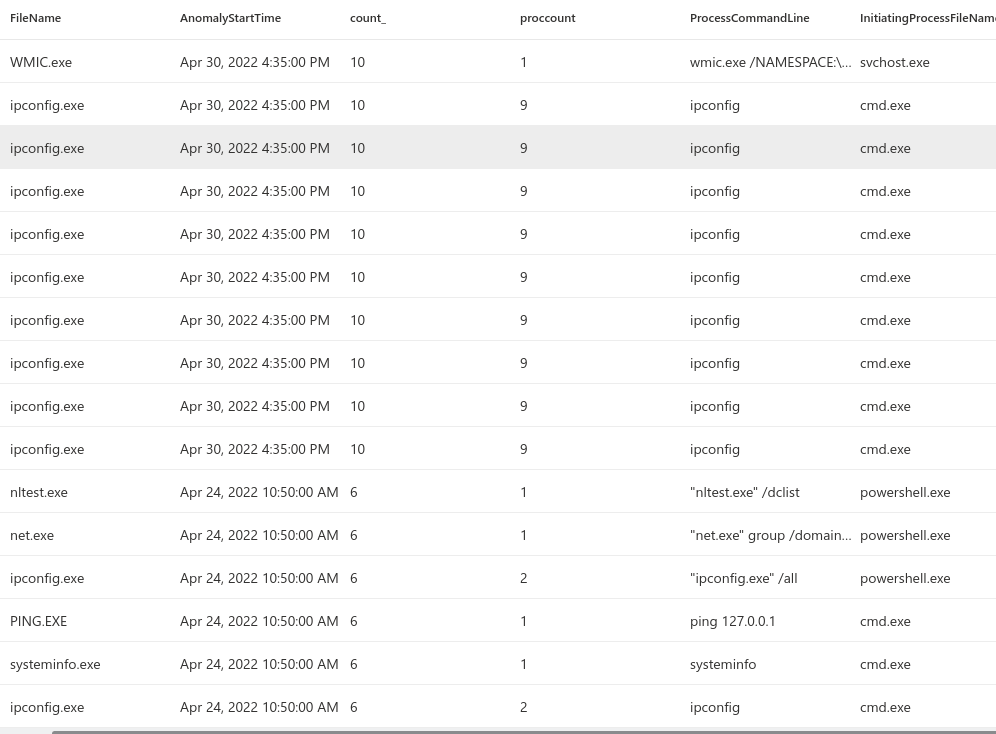 FileName AnomalyStartTime count_ proccount ProcessCommandLine InitiatingProcessFileName
WMIC.exe Apr 30, 2022 4:35:00 PM 10 1 wmic.exe /NAMESPACE:\... svchost.exe
ipconfig.exe Apr 30, 2022 4:35:00 PM 10 9 ipconfig cmd.exe
ipconfig.exe Apr 30, 2022 4:35:00 PM 10 9 ipconfig cmd.exe
ipconfig.exe Apr 30, 2022 4:35:00 PM 10 9 ipconfig cmd.exe
ipconfig.exe Apr 30, 2022 4:35:00 PM 10 9 ipconfig cmd.exe
ipconfig.exe Apr 30, 2022 4:35:00 PM 10 9 ipconfig cmd.exe
ipconfig.exe Apr 30, 2022 4:35:00 PM 10 9 ipconfig cmd.exe
ipconfig.exe Apr 30, 2022 4:35:00 PM 10 9 ipconfig cmd.exe
ipconfig.exe Apr 30, 2022 4:35:00 PM 10 9 ipconfig cmd.exe
ipconfig.exe Apr 30, 2022 4:35:00 PM 10 9 ipconfig cmd.exe
nltest.exe Apr 24, 2022 10:50:00 AM 6 1 "nltest.exe" /dclist powershell.exe
net.exe Apr 24, 2022 10:50:00 AM 6 1 "net.exe" group /domain... powershell.exe
ipconfig.exe Apr 24, 2022 10:50:00 AM 6 2 "ipconfig.exe" /all powershell.exe
PING.EXE Apr 24, 2022 10:50:00 AM 6 1 ping 127.0.0.1 cmd.exe
systeminfo.exe Apr 24, 2022 10:50:00 AM 6 1 systeminfo cmd.exe
ipconfig.exe Apr 24, 2022 10:50:00 AM 6 2 ipconfig cmd.exe